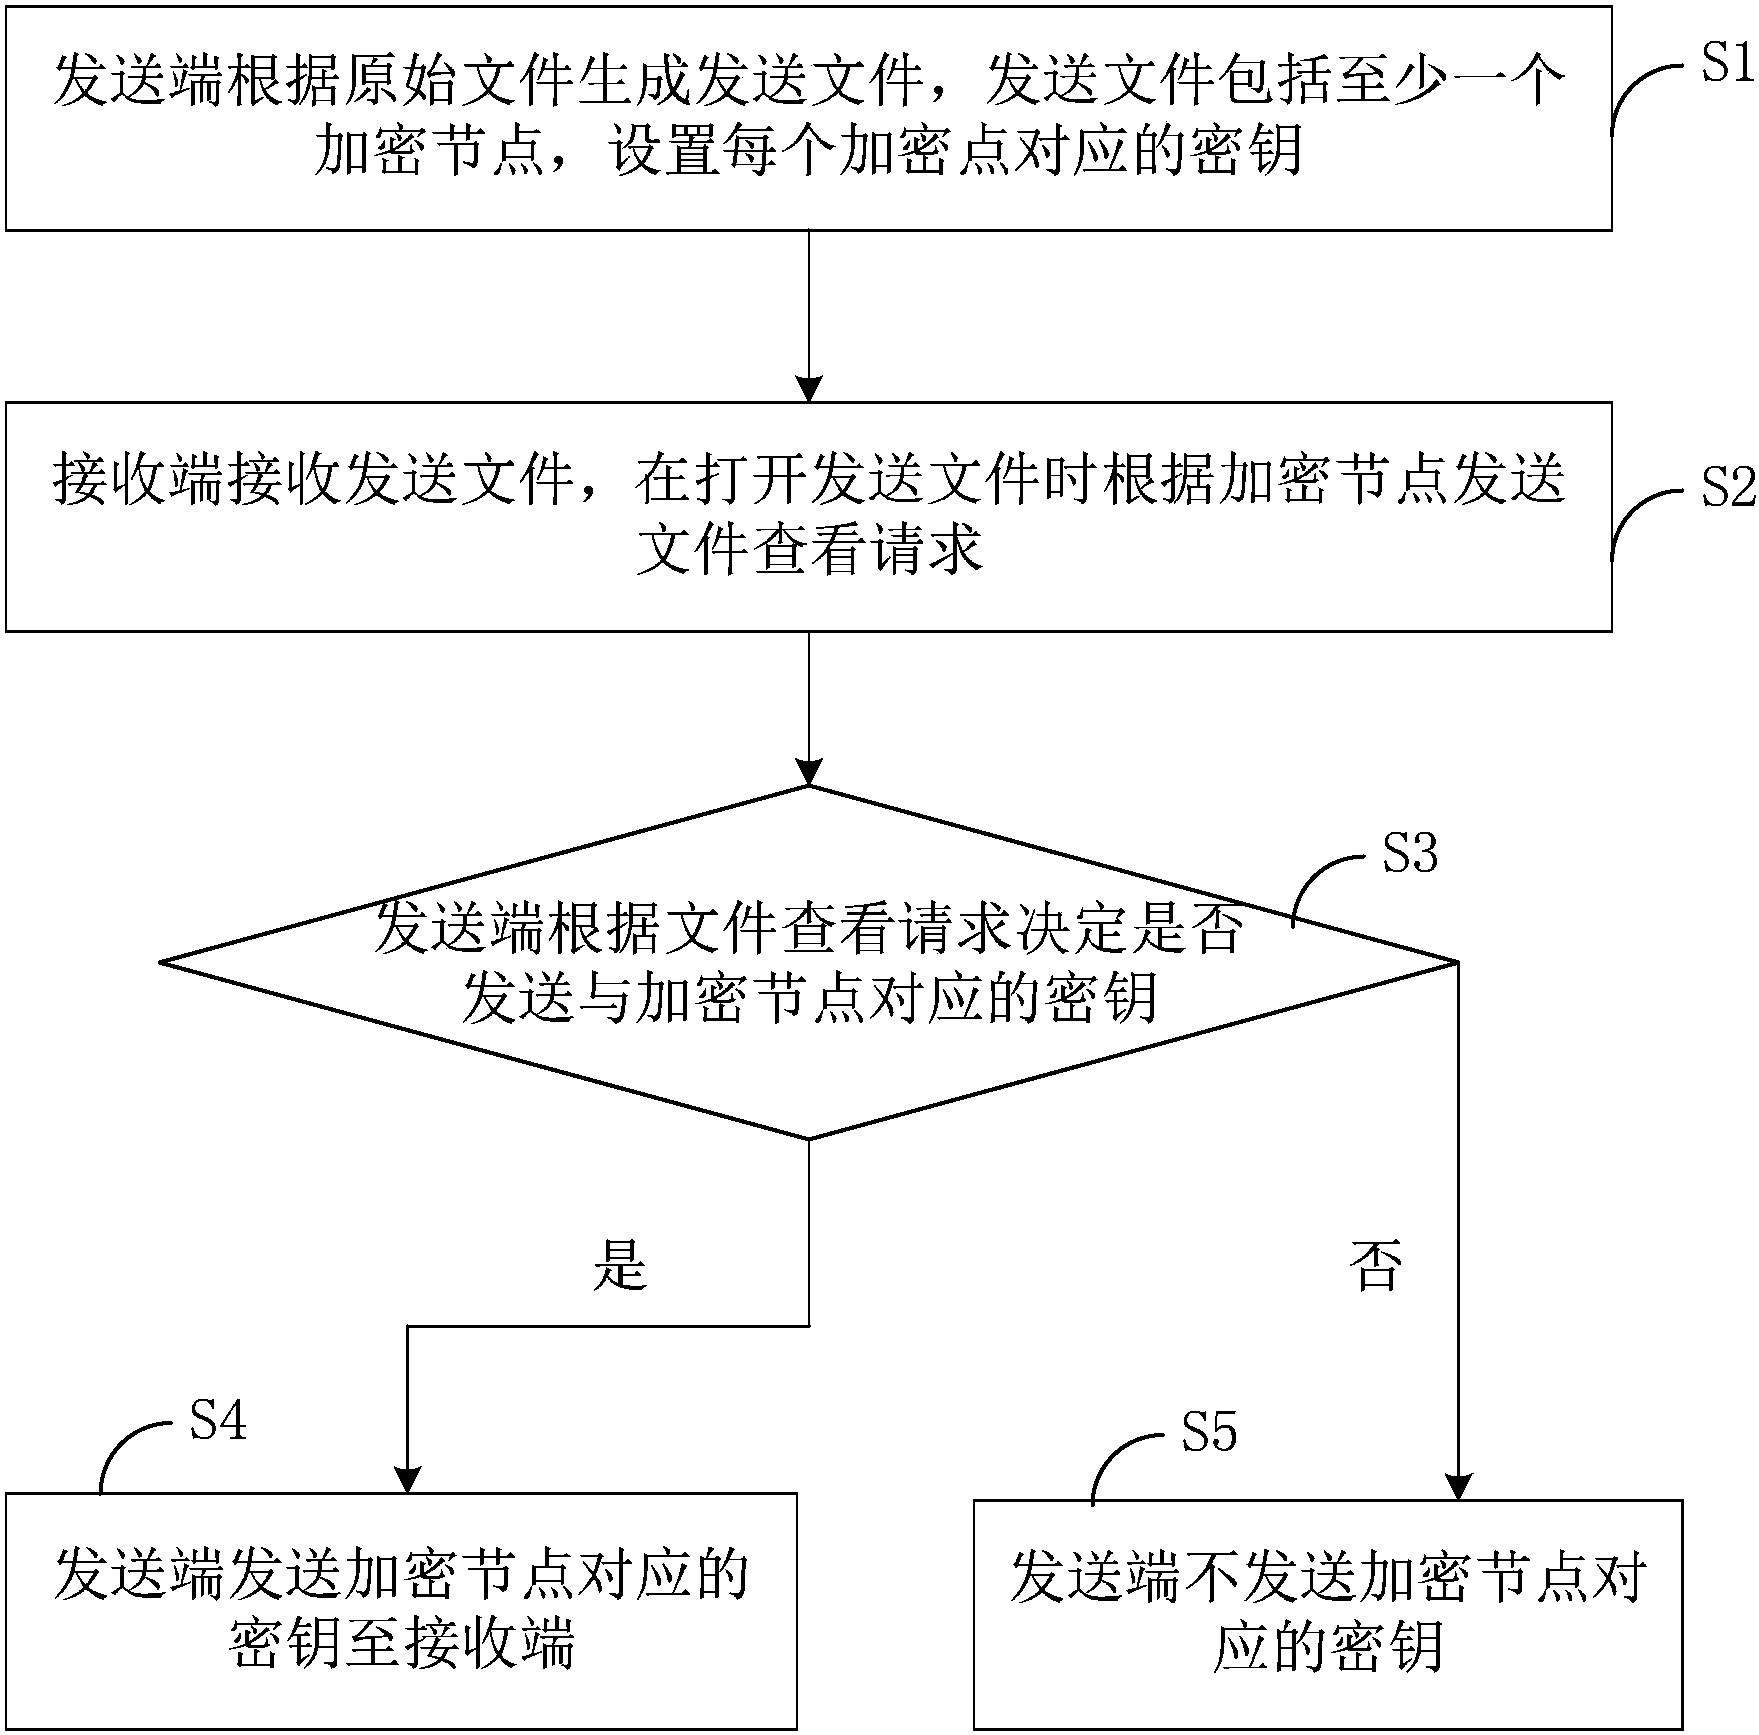 发送端根据原始文件生成发送文件，发送文件包括至少一个
加密节点，设置每个加密点对应的密钥
S1
接收端接收发送文件，在打开发送文件时根据加密节点发送
文件查看请求
S2
S3
发送端根据文件查看请求决定是否
发送与加密节点对应的密钥
是
否
S4
发送端发送加密节点对应的
密钥至接收端
S5
发送端不发送加密节点对
应的密钥